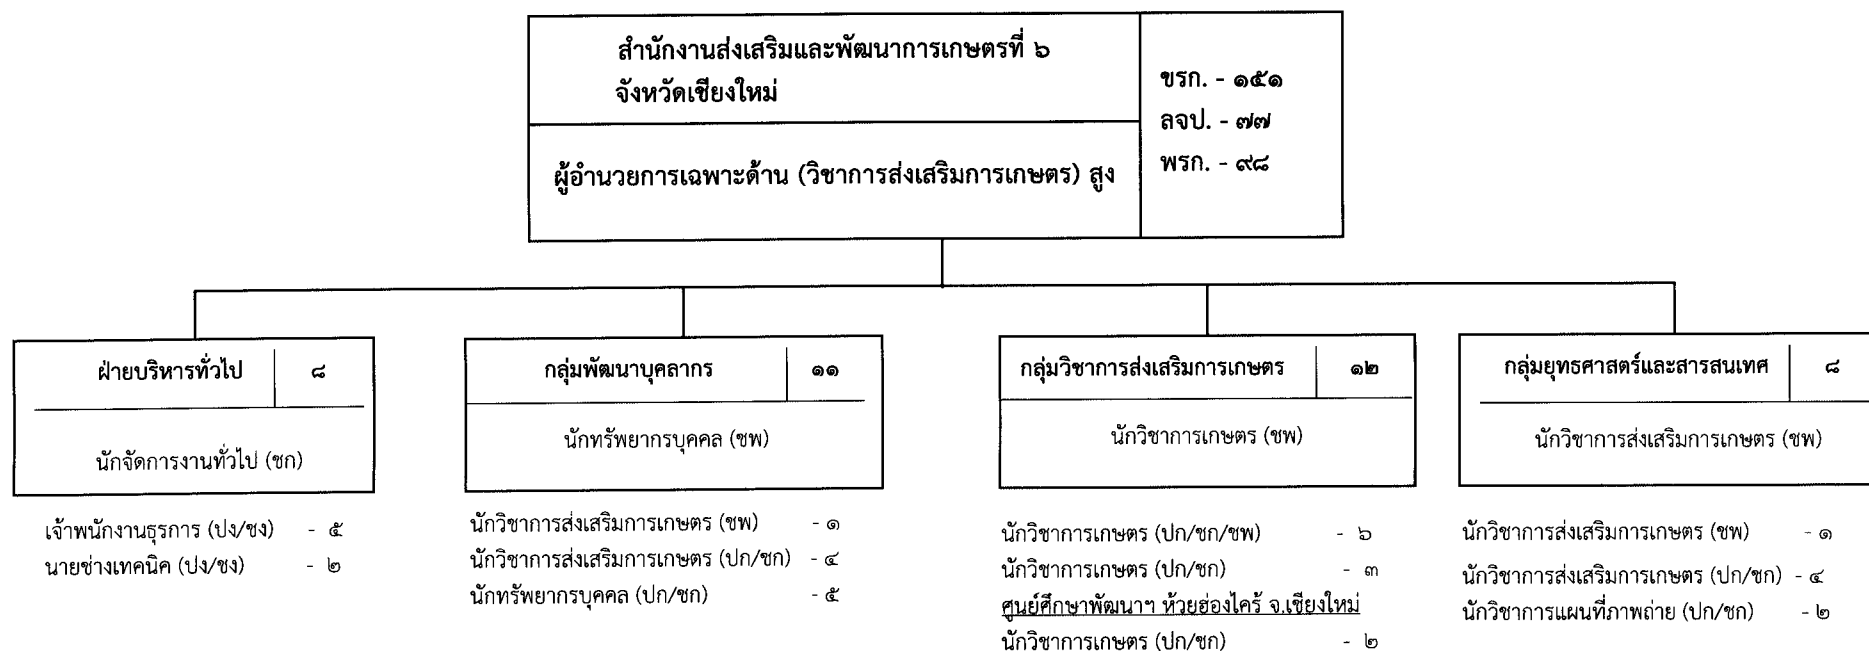 สำนักงานส่งเสริมและพัฒนาการเกษตรที่ ๖
จังหวัดเชียงใหม่
ผู้อำนวยการเฉพาะด้าน (วิชาการส่งเสริมการเกษตร) สูง
ขรก. - ๑๕๑
ลจป. - ๗๗
พรก. - ๙๘
ฝ่ายบริหารทั่วไป ๘
นักจัดการงานทั่วไป (ชก)
เจ้าพนักงานธุรการ (ปง/ชง) - ๕
นายช่างเทคนิค (ปง/ชง) - ๒
กลุ่มพัฒนาบุคลากร ๑๑
นักทรัพยากรบุคคล (ชพ)
นักวิชาการส่งเสริมการเกษตร (ชพ) - ๑
นักวิชาการส่งเสริมการเกษตร (ปก/ชก) - ๔
นักทรัพยากรบุคคล (ปก/ชก) - ๕
กลุ่มวิชาการส่งเสริมการเกษตร ๑๒
นักวิชาการเกษตร (ชพ)
นักวิชาการเกษตร (ปก/ชก/ชพ) - ๖
นักวิชาการเกษตร (ปก/ชก) - ๓
ศูนย์ศึกษาพัฒนาฯ ห้วยฮ่องไคร้ จ.เชียงใหม่
นักวิชาการเกษตร (ปก/ชก) - ๒
กลุ่มยุทธศาสตร์และสารสนเทศ ๘
นักวิชาการส่งเสริมการเกษตร (ชพ)
นักวิชาการส่งเสริมการเกษตร (ชพ) - ๑
นักวิชาการส่งเสริมการเกษตร (ปก/ชก) - ๔
นักวิชาการแผนที่ภาพถ่าย (ปก/ชก) - ๒